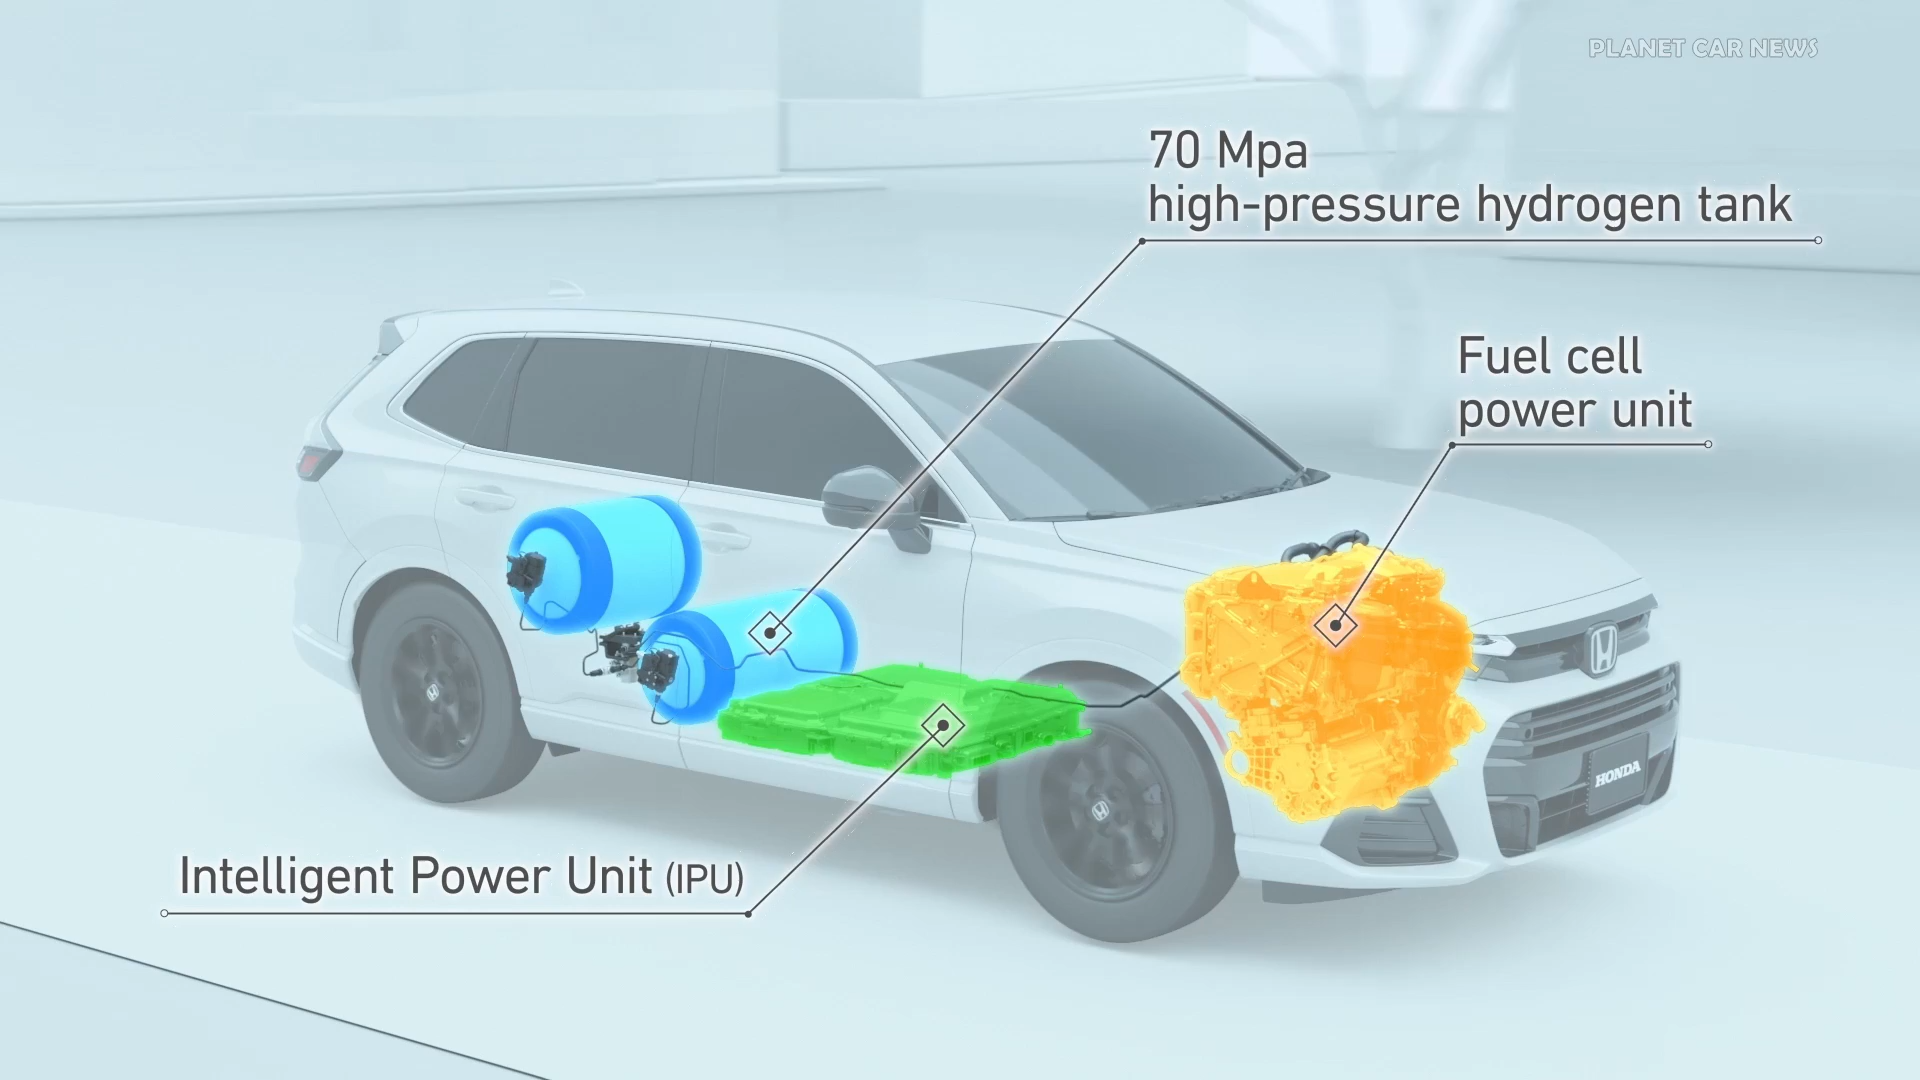 PLANET CAR NEWS
70 Mpa
high-pressure hydrogen tank
Fuel cell
power unit
HONDA
Intelligent Power Unit (IPU)